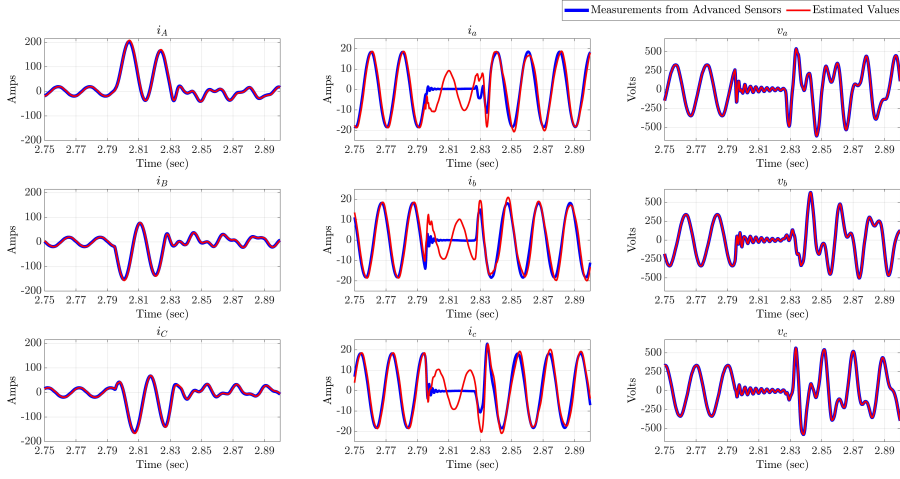 Measurements from Advanced Sensors Estimated Values
i_A i_a v_a
200 20 500
100 10 250
0 0 0
-100 -10 -250
-200 -20 -500
Amps Amps Volts
2.75 2.77 2.79 2.81 2.83 2.85 2.87 2.89 2.75 2.77 2.79 2.81 2.83 2.85 2.87 2.89 2.75 2.77 2.79 2.81 2.83 2.85 2.87 2.89
Time (sec) Time (sec) Time (sec)
i_B i_b v_b
200 20 500
100 10 250
0 0 0
-100 -10 -250
-200 -20 -500
Amps Amps Volts
2.75 2.77 2.79 2.81 2.83 2.85 2.87 2.89 2.75 2.77 2.79 2.81 2.83 2.85 2.87 2.89 2.75 2.77 2.79 2.81 2.83 2.85 2.87 2.89
Time (sec) Time (sec) Time (sec)
i_C i_c v_c
200 20 500
100 10 250
0 0 0
-100 -10 -250
-200 -20 -500
Amps Amps Volts
2.75 2.77 2.79 2.81 2.83 2.85 2.87 2.89 2.75 2.77 2.79 2.81 2.83 2.85 2.87 2.89 2.75 2.77 2.79 2.81 2.83 2.85 2.87 2.89
Time (sec) Time (sec) Time (sec)